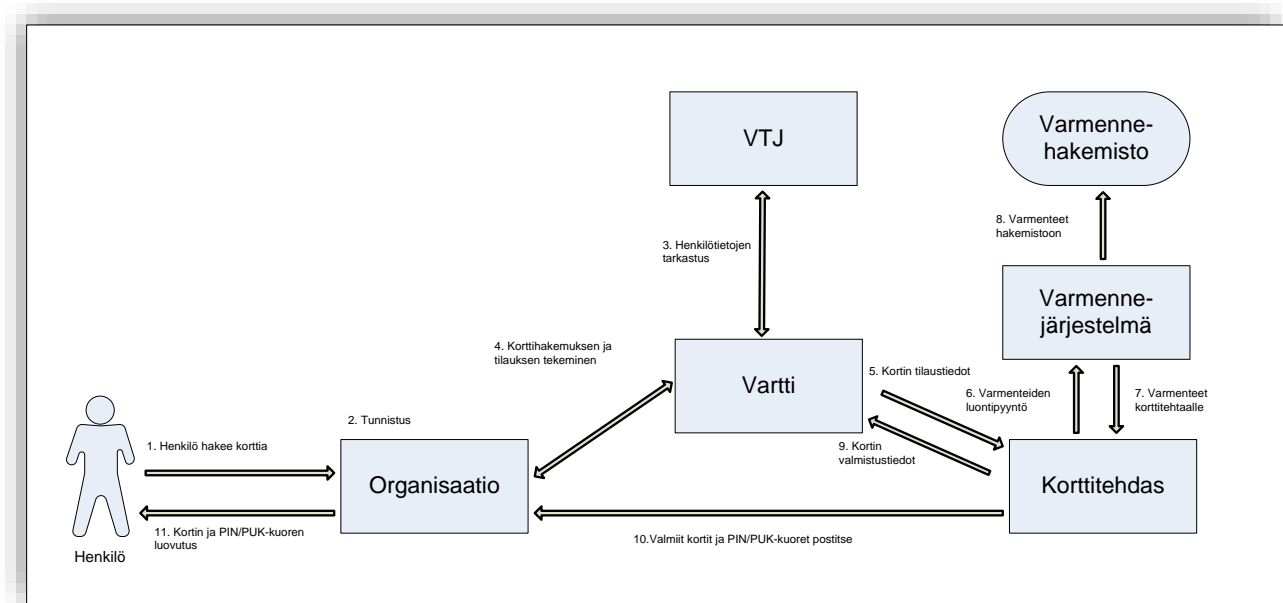 VTJ
Varmenne-
hakemisto
8. Varmenteet
hakemistoon
3. Henkilötietojen
tarkastus
Varmenne-
järjestelmä
4. Korttihakemuksen ja
tilauksen tekeminen
Vartti
5. Kortin tilaustiedot
6. Varmenteiden
luontipyyntö
7. Varmenteet
korttitehtaalle
2. Tunnistus
1. Henkilö hakee korttia
9. Kortin
valmistustiedot
Organisaatio
Korttitehdas
11. Kortin ja PIN/PUK-kuoren
luovutus
10.Valmiit kortit ja PIN/PUK-kuoret postitse
Henkilö